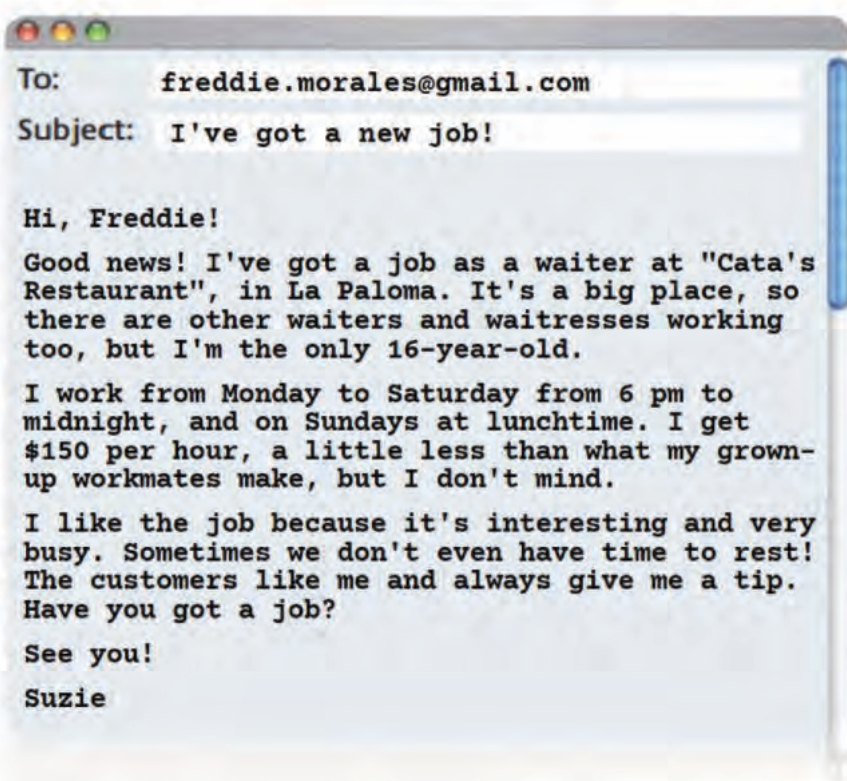 To: freddie.morales@gmail.com
Subject: I've got a new job!
Hi, Freddie!
Good news! I've got a job as a waiter at "Cata's
Restaurant", in La Paloma. It's a big place, so
there are other waiters and waitresses working
too, but I'm the only 16-year-old.
I work from Monday to Saturday from 6 pm to
midnight, and on Sundays at lunchtime. I get
$150 per hour, a little less than what my grown-
up workmates make, but I don't mind.
I like the job because it's interesting and very
busy. Sometimes we don't even have time to rest!
The customers like me and always give me a tip.
Have you got a job?
See you!
Suzie